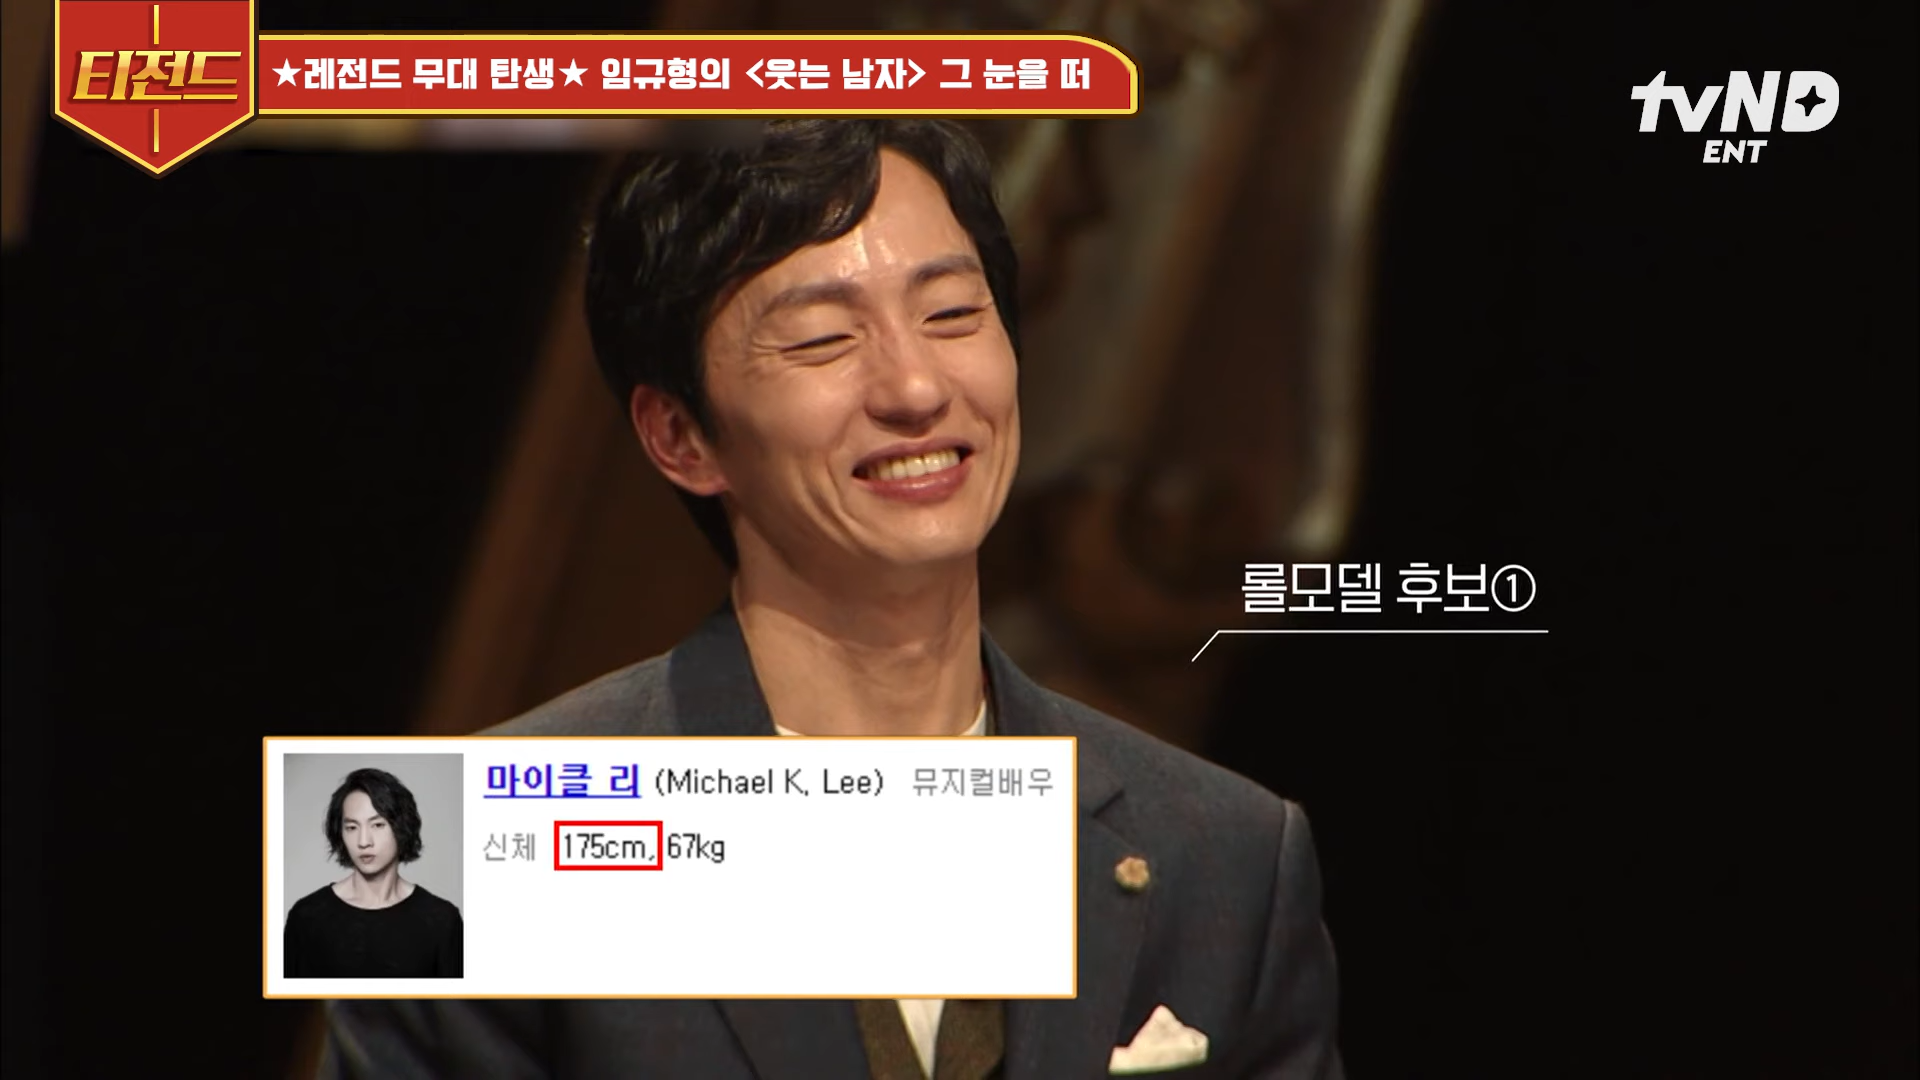 티전드
★레전드 무대 탄생★ 임규형의 <웃는 남자> 그 눈을 떠
tvND
ENT
롤모델 후보①
마이클 리 (Michael K. Lee) 뮤지컬배우
신체 175cm, 67kg